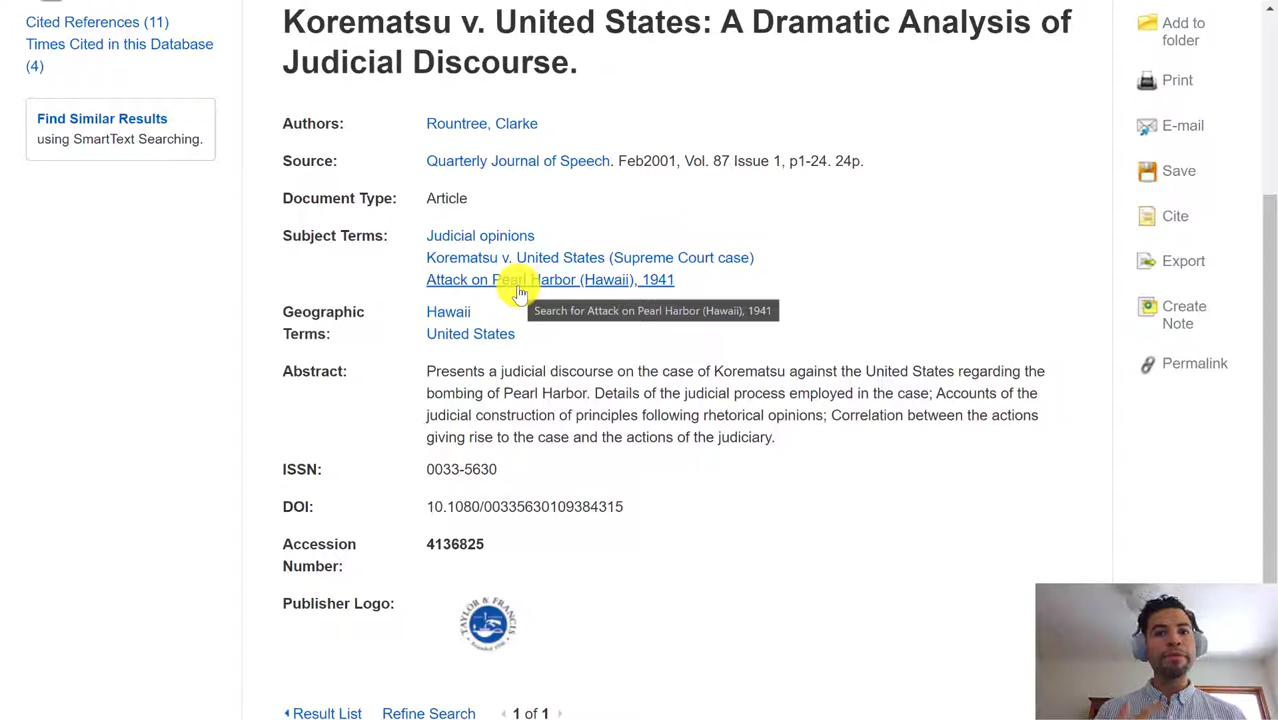 Cited References (11)
Times Cited in this Database
(4)
Find Similar Results
using SmartText Searching.
Korematsu v. United States: A Dramatic Analysis of
Judicial Discourse.
Authors: Rountree, Clarke
Source: Quarterly Journal of Speech. Feb2001, Vol. 87 Issue 1, p1-24. 24p.
Document Type: Article
Subject Terms: Judicial opinions
Korematsu v. United States (Supreme Court case)
Attack on Pearl Harbor (Hawaii), 1941
Search for Attack on Pearl Harbor (Hawaii), 1941
Geographic Hawaii
Terms: United States
Abstract: Presents a judicial discourse on the case of Korematsu against the United States regarding the
bombing of Pearl Harbor. Details of the judicial process employed in the case; Accounts of the
judicial construction of principles following rhetorical opinions; Correlation between the actions
giving rise to the case and the actions of the judiciary.
ISSN: 0033-5630
DOI: 10.1080/00335630109384315
Accession 4136825
Number:
Publisher Logo:
TAYLOR & FRANCIS
Result List Refine Search 1 of 1
Add to
folder
Print
E-mail
Save
Cite
Export
Create
Note
Permalink